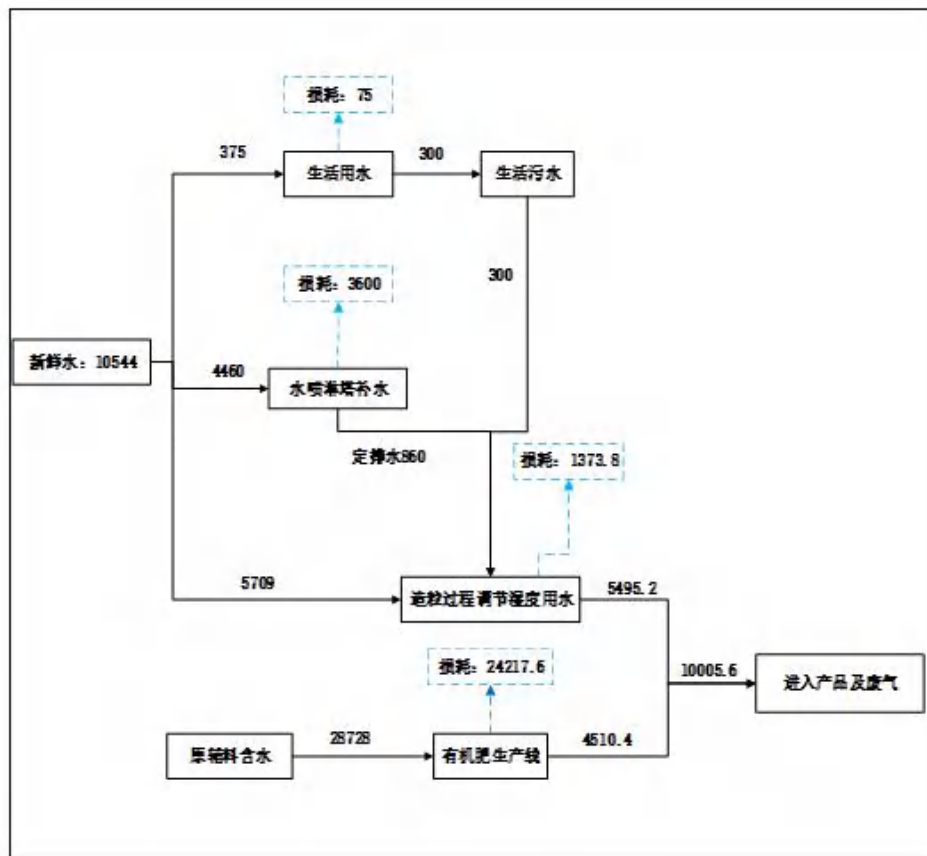 损耗：75
375
生活用水
300
生活污水
300
损耗：3600
新鲜水：10544
4460
水喷淋塔补水
定排水860
损耗：1373.8
5709
造粒过程调节湿度用水
5495.2
损耗：24217.6
10005.6
进入产品及废气
原辅料含水
28728
有机肥生产线
4510.4